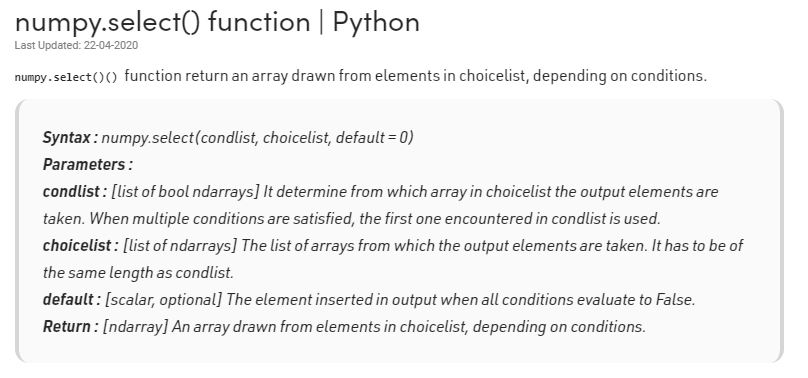 numpy.select() function | Python
Last Updated: 22-04-2020
numpy.select()() function return an array drawn from elements in choicelist, depending on conditions.
Syntax : numpy.select(condlist, choicelist, default = 0)
Parameters :
condlist : [list of bool ndarrays] It determine from which array in choicelist the output elements are
taken. When multiple conditions are satisfied, the first one encountered in condlist is used.
choicelist : [list of ndarrays] The list of arrays from which the output elements are taken. It has to be of
the same length as condlist.
default : [scalar, optional] The element inserted in output when all conditions evaluate to False.
Return : [ndarray] An array drawn from elements in choicelist, depending on conditions.